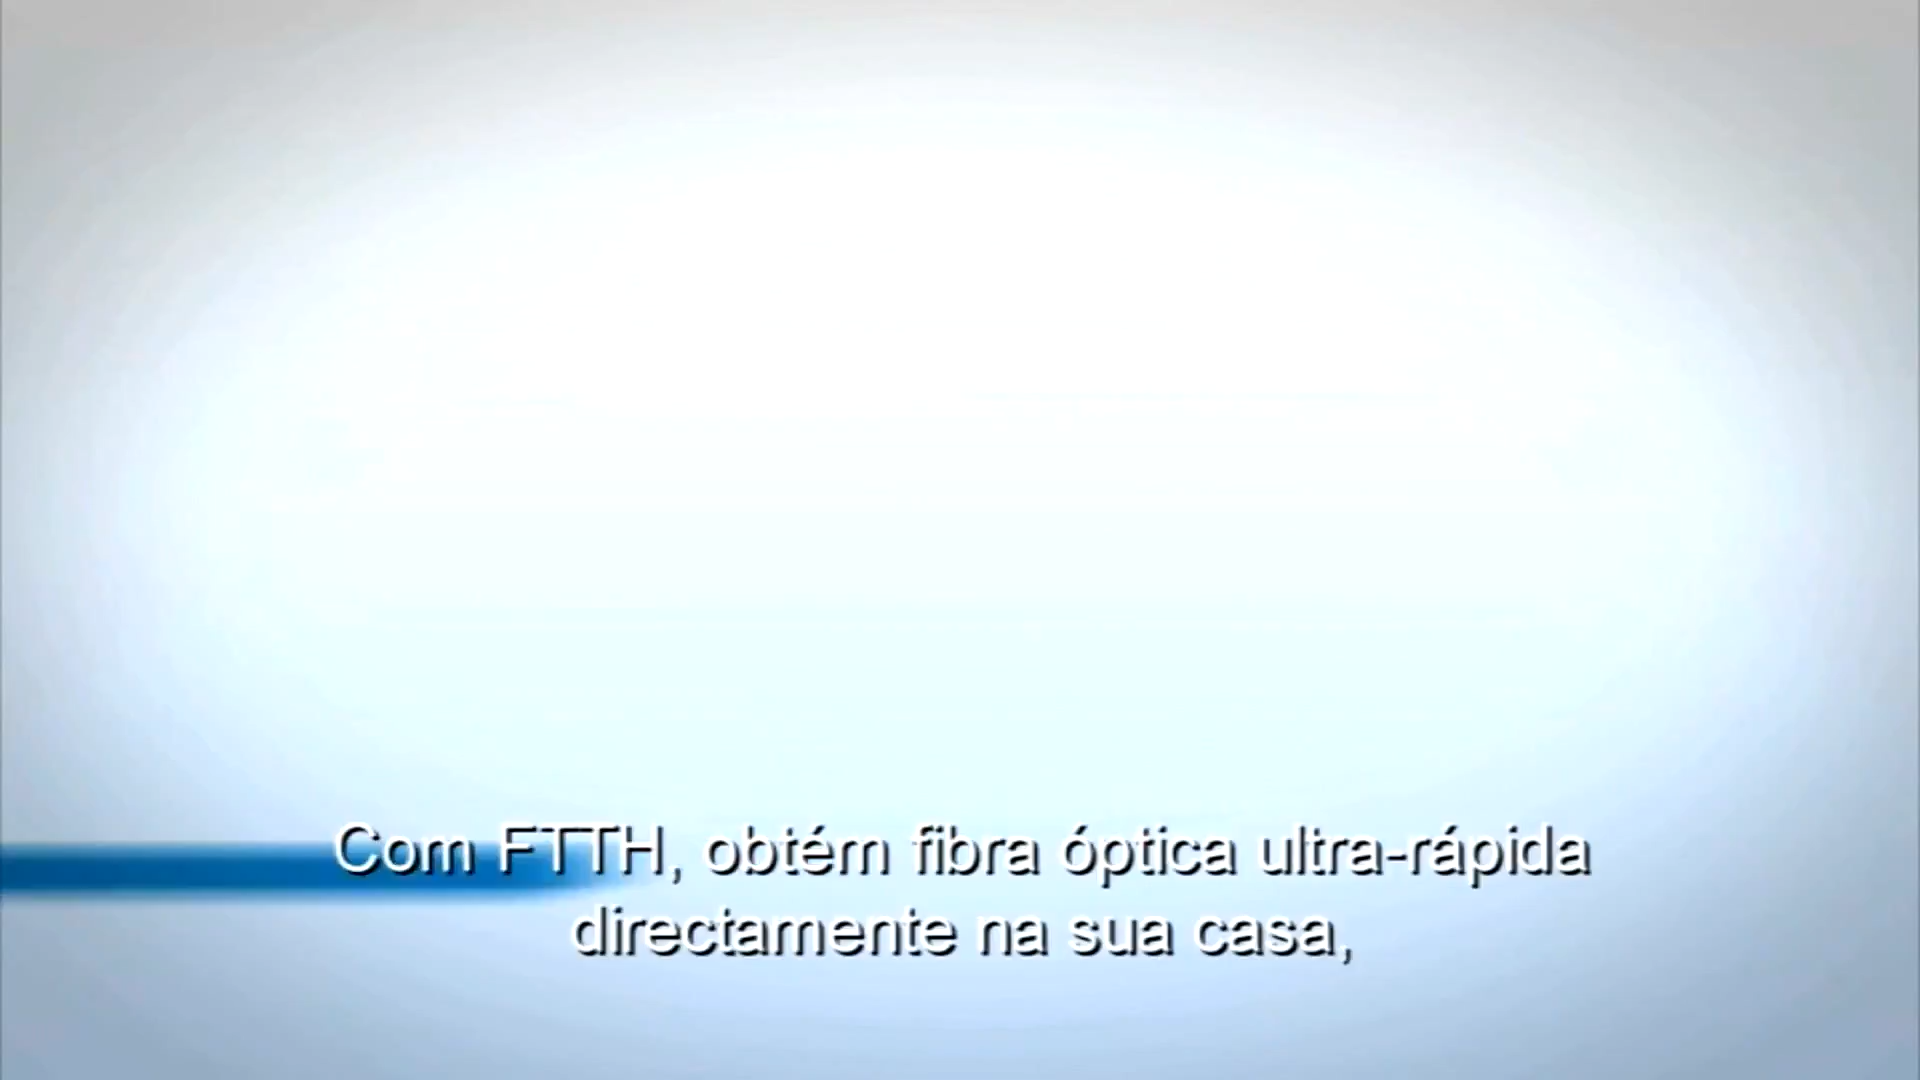 Com FTTH, obtém fibra óptica ultra-rápida
directamente na sua casa,